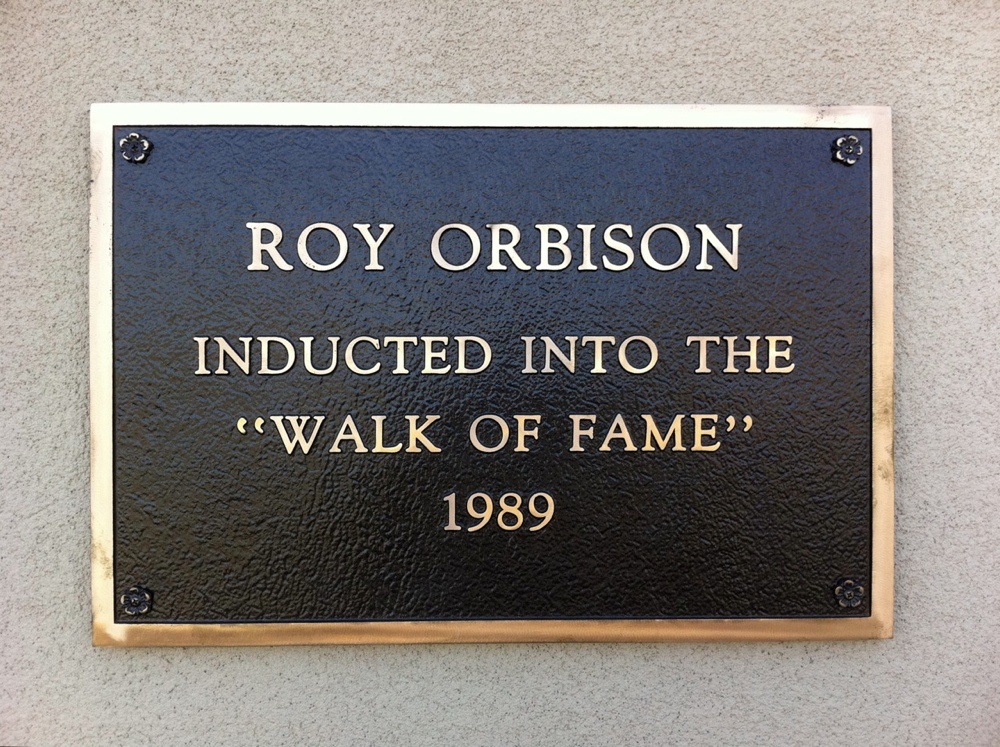 ROY ORBISON
INDUCTED INTO THE
“WALK OF FAME”
1989